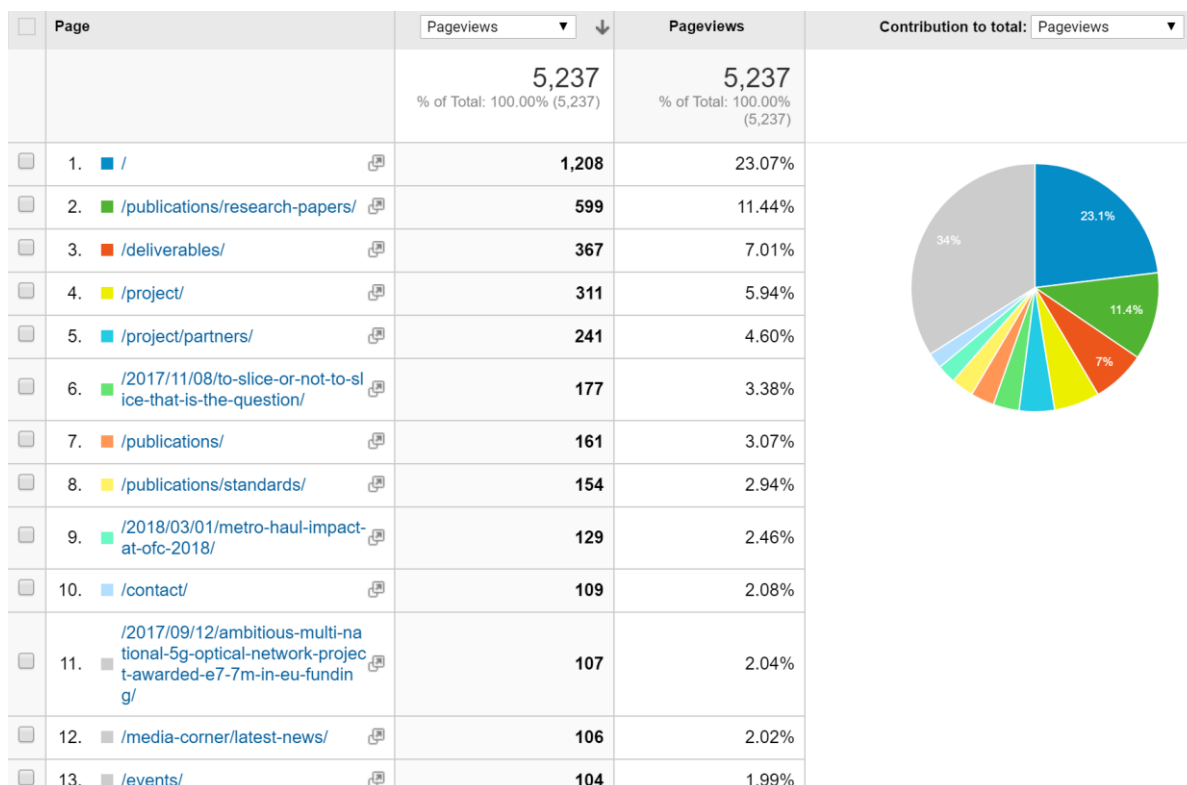 Page Pageviews Pageviews Contribution to total: Pageviews
5,237 5,237
% of Total: 100.00% (5,237) % of Total: 100.00%
(5,237)
1. / 1,208 23.07%
2. /publications/research-papers/ 599 11.44%
3. /deliverables/ 367 7.01%
4. /project/ 311 5.94%
5. /project/partners/ 241 4.60%
6. /2017/11/08/to-slice-or-not-to-sl
ice-that-is-the-question/ 177 3.38%
7. /publications/ 161 3.07%
8. /publications/standards/ 154 2.94%
9. /2018/03/01/metro-haul-impact-
at-ofc-2018/ 129 2.46%
10. /contact/ 109 2.08%
11. /2017/09/12/ambitious-multi-na
tional-5g-optical-network-projec
t-awarded-e7-7m-in-eu-fundin
g/ 107 2.04%
12. /media-corner/latest-news/ 106 2.02%
13. /events/ 104 1.99%
23.1%
34%
11.4%
7%